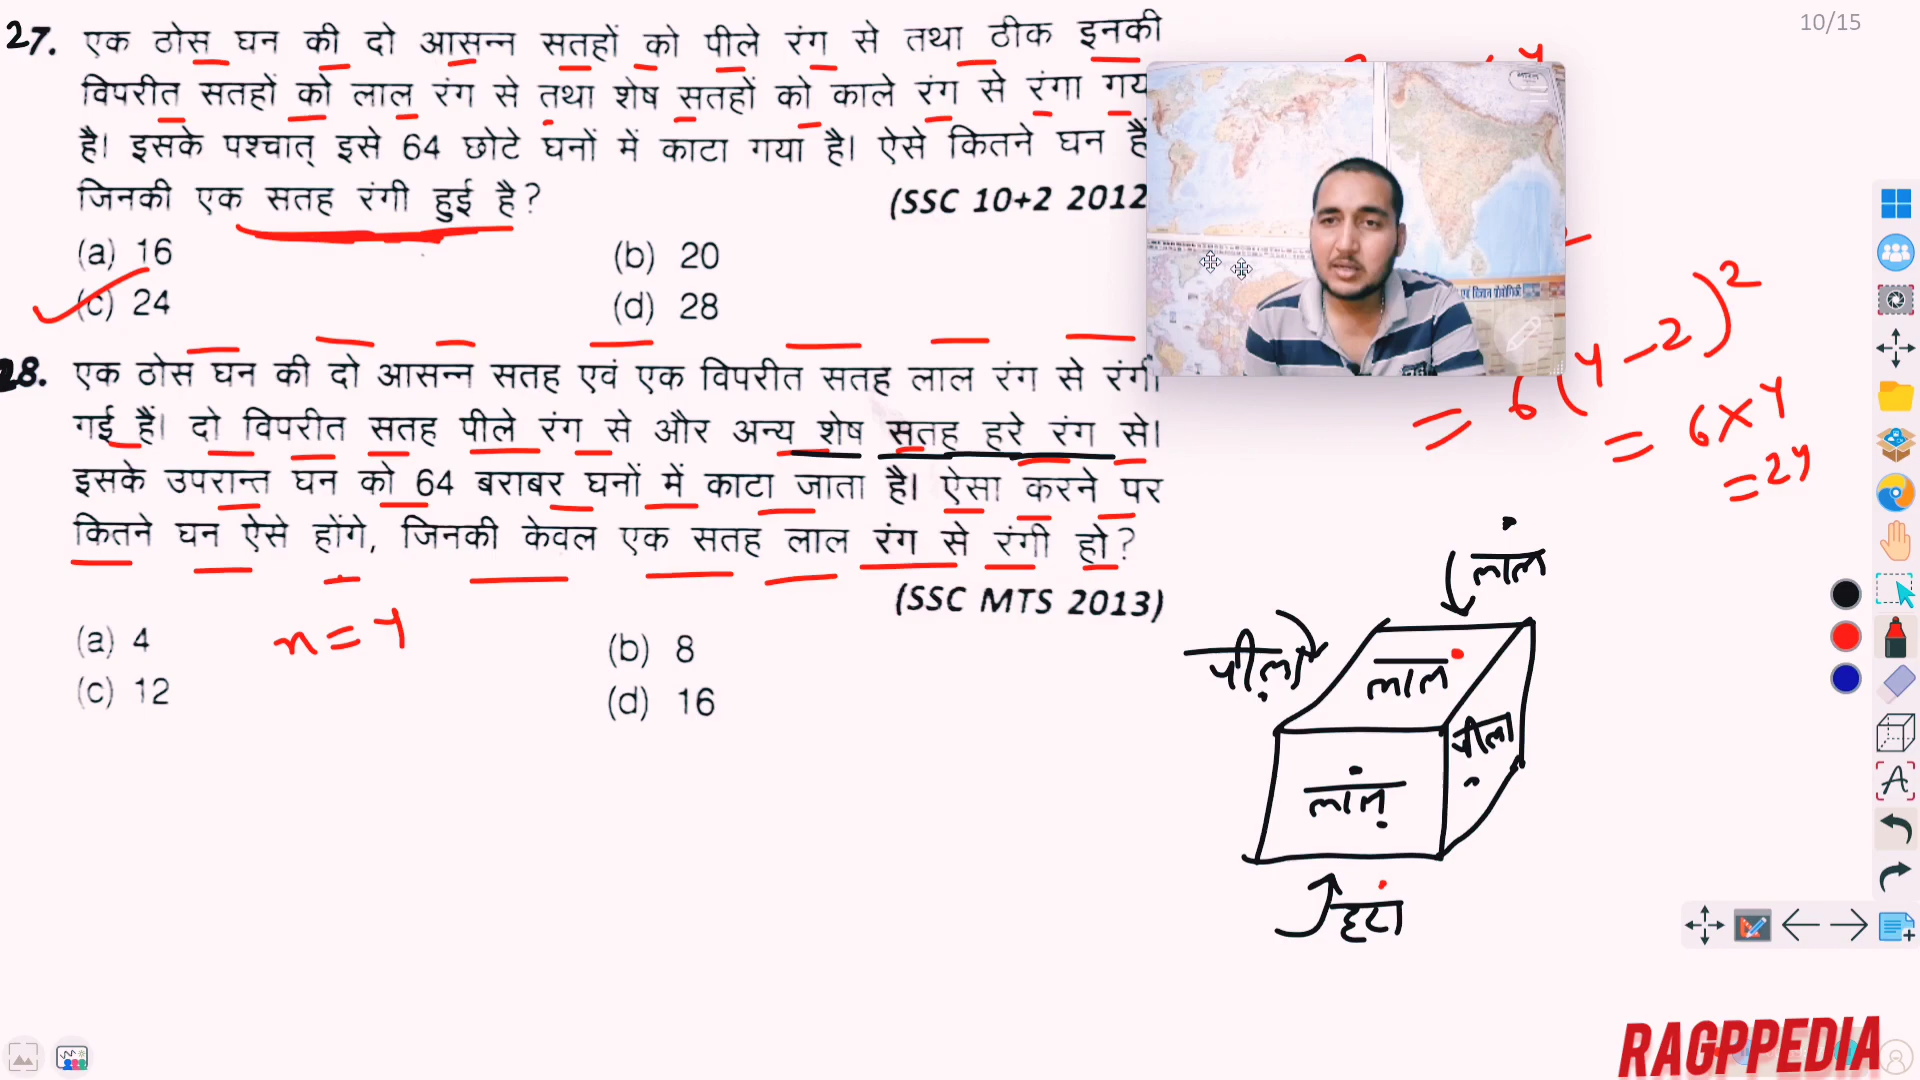 10/15
27. एक ठोस घन की दो आसन्न सतहों को पीले रंग से तथा ठीक इनकी
विपरीत सतहों को लाल रंग से तथा शेष सतहों को काले रंग से रंगा गय
है। इसके पश्चात् इसे 64 छोटे घनों में काटा गया है। ऐसे कितने घन हैं
जिनकी एक सतह रंगी हुई है?
(SSC 10+2 2012
(a) 16
(b) 20
(c) 24
(d) 28
28. एक ठोस घन की दो आसन्न सतह एवं एक विपरीत सतह लाल रंग से रंगी
गई हैं। दो विपरीत सतह पीले रंग से और अन्य शेष सतह हरे रंग से।
इसके उपरान्त घन को 64 बराबर घनों में काटा जाता है। ऐसा करने पर
कितने घन ऐसे होंगे, जिनकी केवल एक सतह लाल रंग से रंगी हो?
(SSC MTS 2013)
(a) 4
(b) 8
(c) 12
(d) 16
n = 4
= 6(4-2)²
= 6×4
= 24
लाल
पीला
लाल
पीला
लाल
हरा
RAGPPEDIA